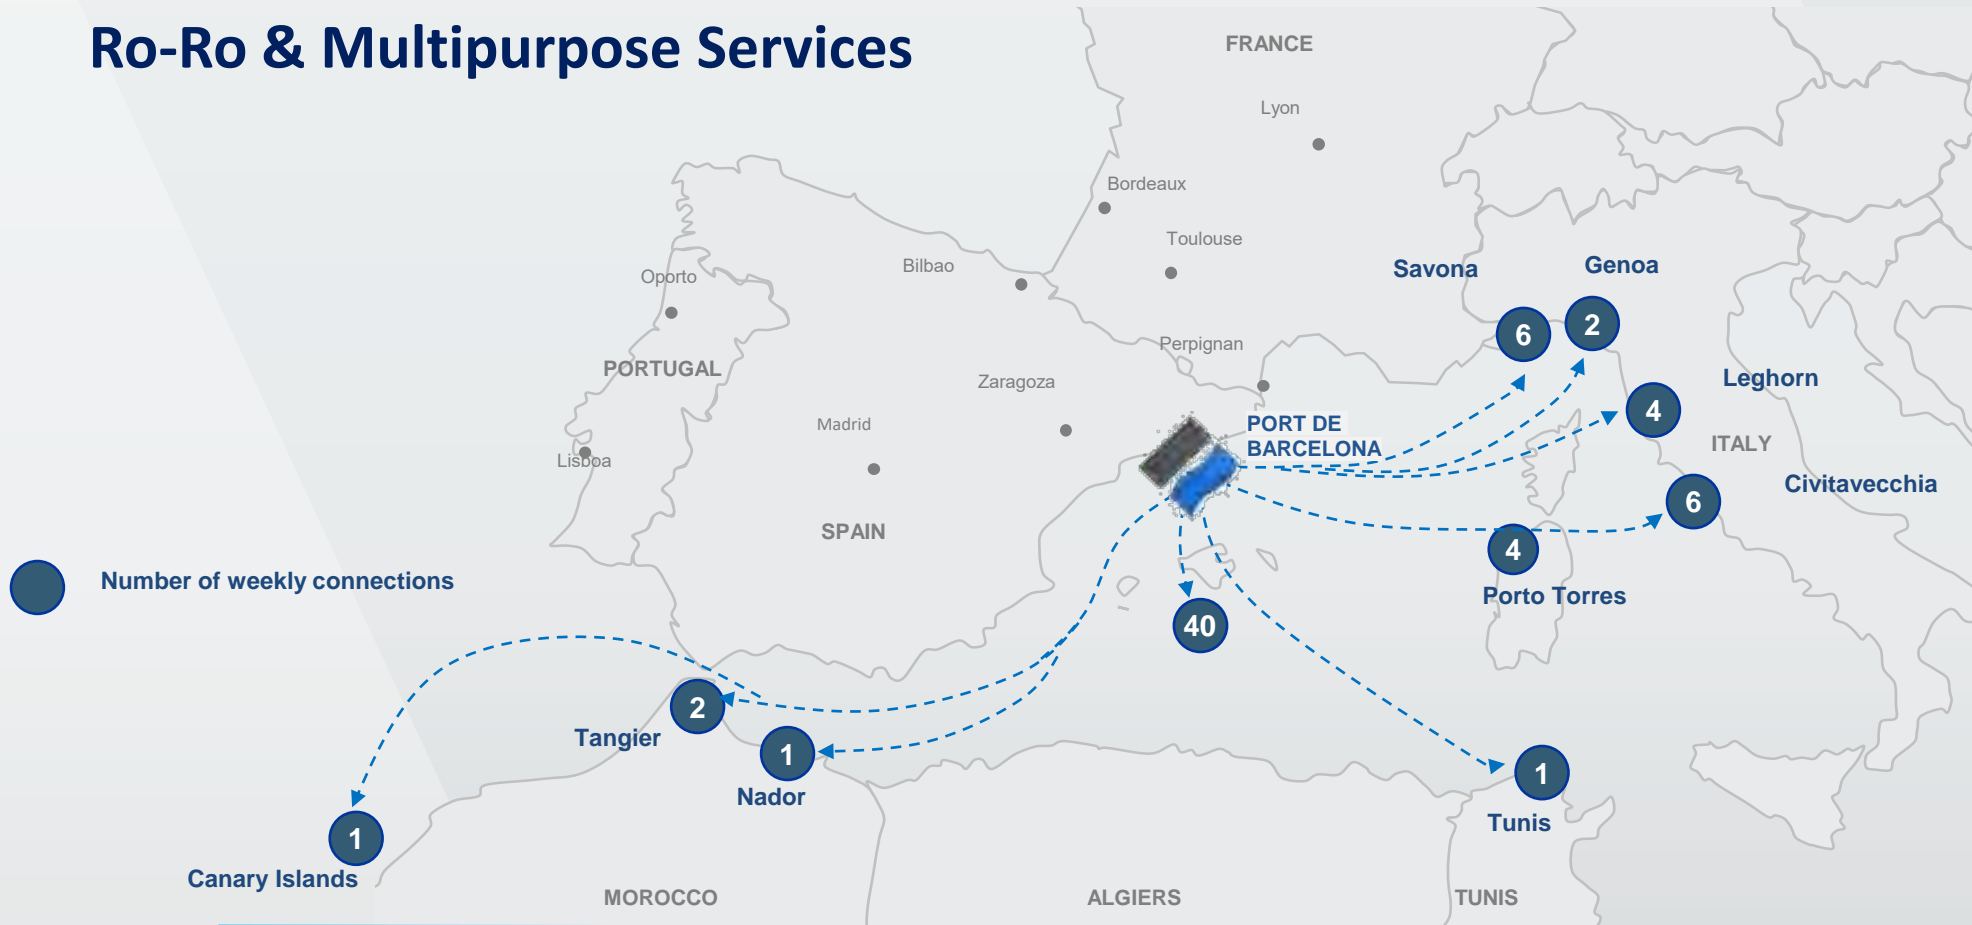 Ro-Ro & Multipurpose Services
FRANCE
Lyon
Bordeaux
Toulouse
Bilbao
Oporto
Savona
Genoa
6
2
Perpignan
PORTUGAL
Zaragoza
Leghorn
4
Madrid
PORT DE
BARCELONA
ITALY
Lisboa
Civitavecchia
6
SPAIN
4
Porto Torres
Number of weekly connections
40
2
Tangier
1
Nador
1
Tunis
1
Canary Islands
MOROCCO
ALGIERS
TUNIS